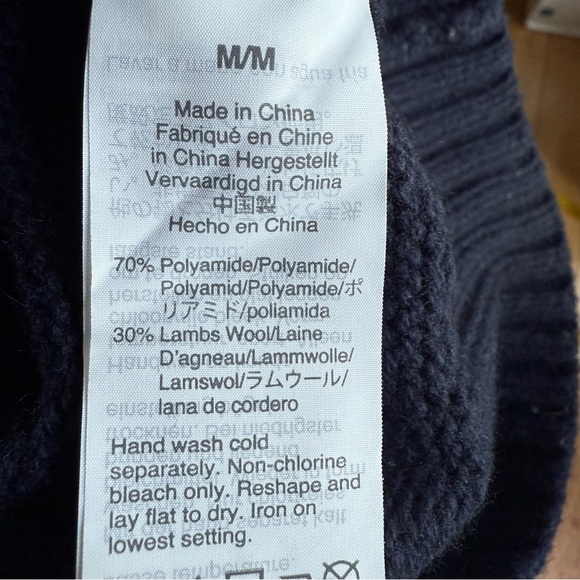 M/M
Made in China
Fabriqué en Chine
in China Hergestellt
Vervaardigd in China
中国製
Hecho en China
70% Polyamide/Polyamide/
Polyamid/Polyamide/ポ
リアミド/poliamida
30% Lambs Wool/Laine
D'agneau/Lammwolle/
Lamswol/ラムウール/
lana de cordero
Hand wash cold
separately. Non-chlorine
bleach only. Reshape and
lay flat to dry. Iron on
lowest setting.